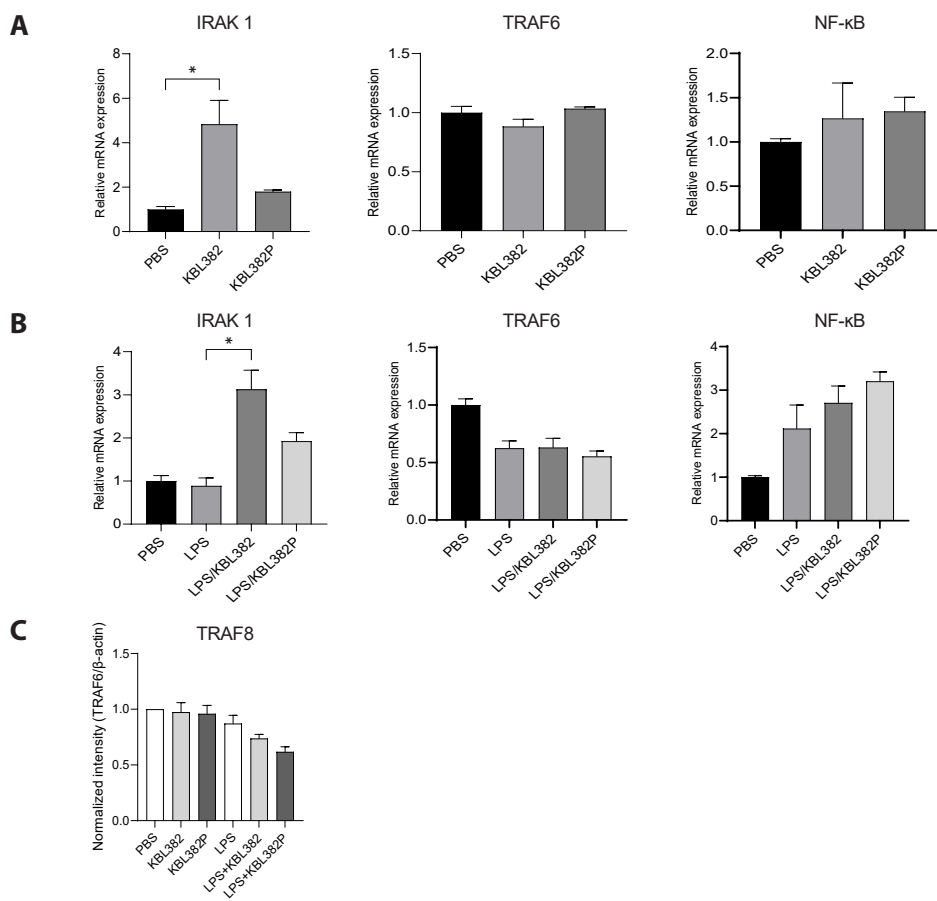 A
IRAK 1
Relative mRNA expression
8
6
4
2
0
*
PBS
KBL382
KBL382P
TRAF6
Relative mRNA expression
1.5
1.0
0.5
0.0
PBS
KBL382
KBL382P
NF-κB
Relative mRNA expression
2.0
1.5
1.0
0.5
0.0
PBS
KBL382
KBL382P
B
IRAK 1
Relative mRNA expression
4
3
2
1
0
*
PBS
LPS
LPS/KBL382
LPS/KBL382P
TRAF6
Relative mRNA expression
1.5
1.0
0.5
0.0
PBS
LPS
LPS/KBL382
LPS/KBL382P
NF-κB
Relative mRNA expression
4
3
2
1
0
PBS
LPS
LPS/KBL382
LPS/KBL382P
C
TRAF8
Normalized intensity (TRAF6/β-actin)
1.5
1.0
0.5
0.0
PBS
KBL382
KBL382P
LPS
LPS+KBL382
LPS+KBL382P